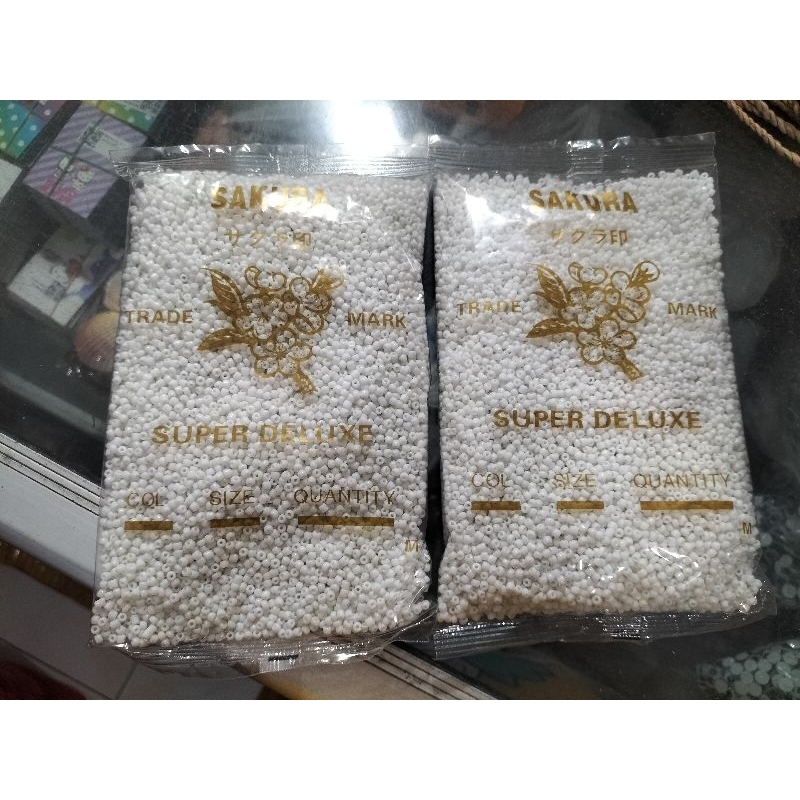 SAKURA
サクラ印
TRADE MARK
SUPER DELUXE
COL SIZE QUANTITY
M
SAKURA
サクラ印
TRADE MARK
SUPER DELUXE
COL SIZE QUANTITY
M